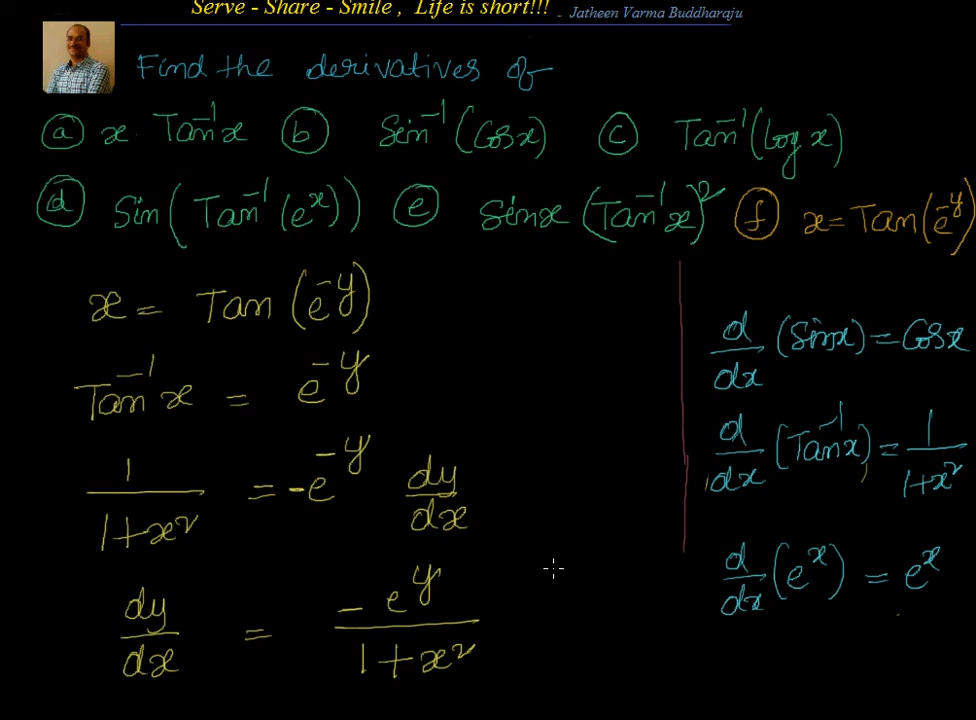 Serve - Share - Smile , Life is short!!! - Jatheen Varma Buddharaju
Find the derivatives of
(a) x Tan⁻¹x (b) Sin⁻¹(Cosx) (c) Tan⁻¹(log x)
(d) Sin(Tan⁻¹(eˣ)) (e) Sinx (Tan⁻¹x)² (f) x = Tan(e⁻ʸ)
x = Tan (e⁻ʸ)
Tan⁻¹x = e⁻ʸ
1/(1+x²) = -e⁻ʸ dy/dx
dy/dx = -eʸ/(1+x²)
d/dx (Sinx) = Cosx
d/dx (Tan⁻¹x) = 1/(1+x²)
d/dx (eˣ) = eˣ